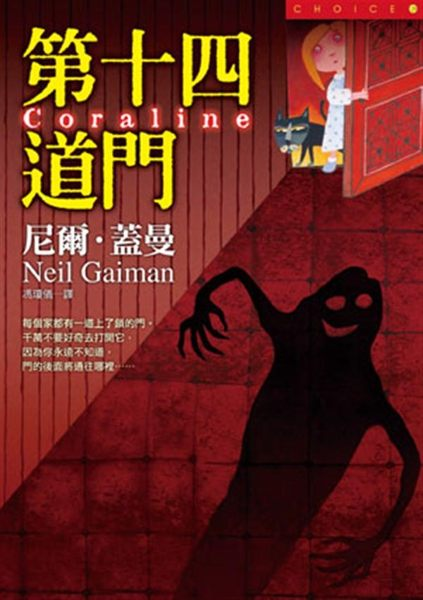 CHOICE
第十四
Coraline
道門
尼爾・蓋曼
Neil Gaiman
馮瓊儀─譯
每個家都有一道上了鎖的門。
千萬不要好奇去打開它，
因為你永遠不知道，
門的後面將通往哪裡……